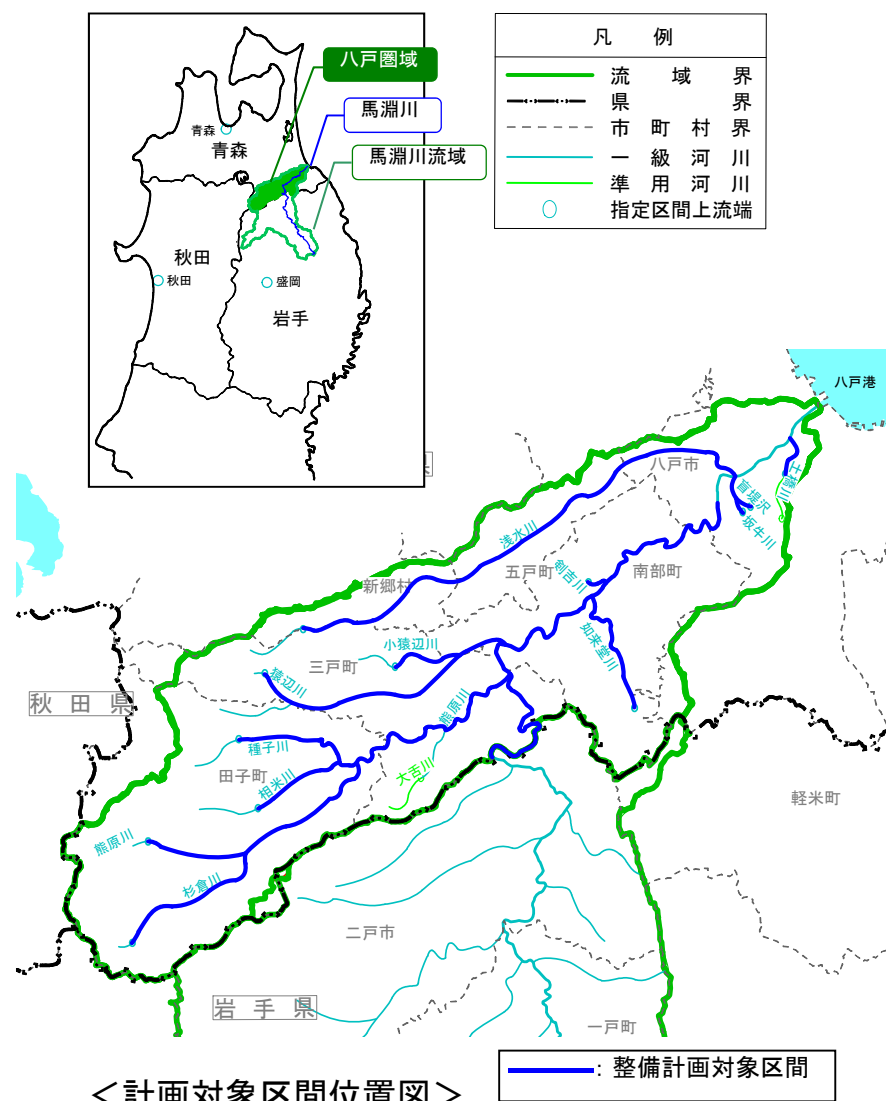 八戸圏域
馬淵川
馬淵川流域
青森
青森
秋田
秋田
盛岡
岩手
凡 例
流域界
県界
市町村界
一級河川
準用河川
指定区間上流端
八戸港
八戸市
土橋川
盲堤沢
坂牛川
浅水川
五戸町
剣吉川
南部町
新郷村
如来堂川
小猿辺川
三戸町
猿辺川
秋田県
熊原川
種子川
田子町
相米川
大舌川
軽米町
熊原川
杉倉川
二戸市
岩手県
一戸町
＜計画対象区間位置図＞
: 整備計画対象区間